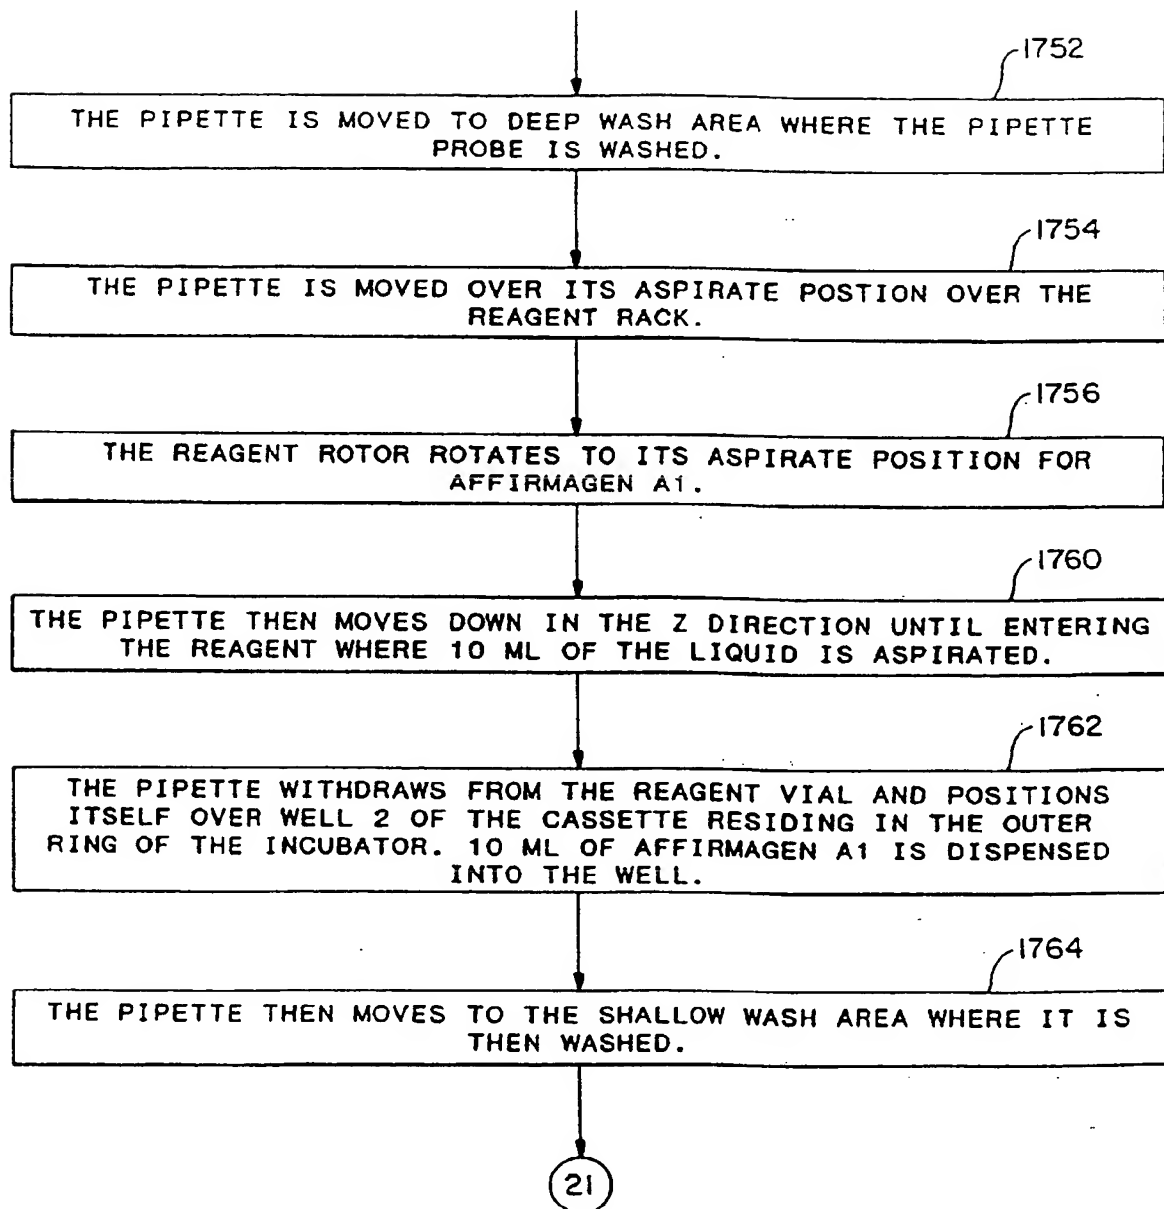 1752
THE PIPETTE IS MOVED TO DEEP WASH AREA WHERE THE PIPETTE
PROBE IS WASHED.
1754
THE PIPETTE IS MOVED OVER ITS ASPIRATE POSTION OVER THE
REAGENT RACK.
1756
THE REAGENT ROTOR ROTATES TO ITS ASPIRATE POSITION FOR
AFFIRMAGEN A1.
1760
THE PIPETTE THEN MOVES DOWN IN THE Z DIRECTION UNTIL ENTERING
THE REAGENT WHERE 10 ML OF THE LIQUID IS ASPIRATED.
1762
THE PIPETTE WITHDRAWS FROM THE REAGENT VIAL AND POSITIONS
ITSELF OVER WELL 2 OF THE CASSETTE RESIDING IN THE OUTER
RING OF THE INCUBATOR. 10 ML OF AFFIRMAGEN A1 IS DISPENSED
INTO THE WELL.
1764
THE PIPETTE THEN MOVES TO THE SHALLOW WASH AREA WHERE IT IS
THEN WASHED.
21